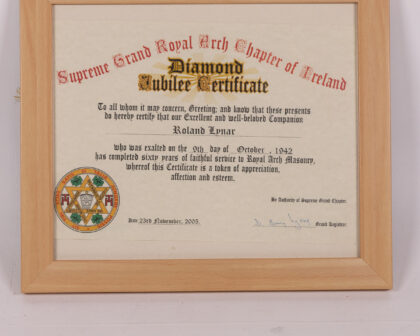 Supreme Grand Royal Arch Chapter of Ireland
Diamond
Jubilee Certificate
To all whom it may concern, Greeting; and know that these presents
do hereby certify that our Excellent and well-beloved Companion
Roland Lynar
who was exalted on the 9th day of October, 1942
has completed sixty years of faithful service to Royal Arch Masonry,
whereof this Certificate is a token of appreciation,
affection and esteem.
By Authority of Supreme Grand Chapter.
Date 23rd November, 2005.
Grand Registrar